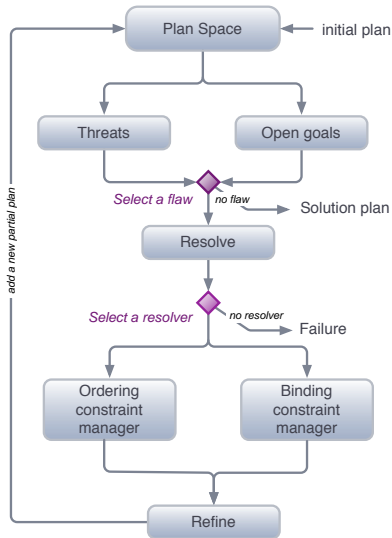 Plan Space
initial plan
Threats
Open goals
Select a flaw
no flaw
Solution plan
Resolve
Select a resolver
no resolver
Failure
Ordering
constraint
manager
Binding
constraint
manager
add a new partial plan
Refine